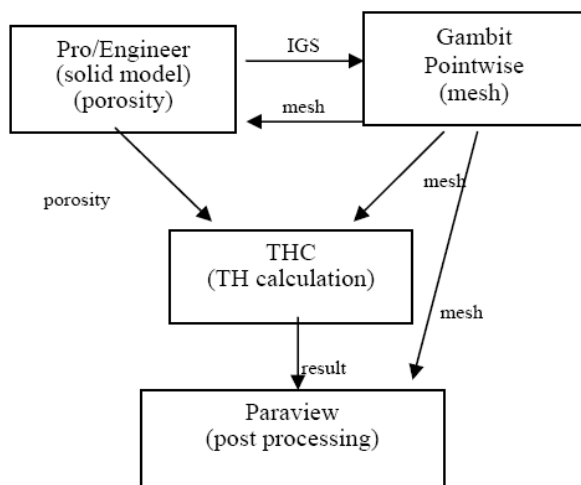 Pro/Engineer
(solid model)
(porosity)
IGS
mesh
Gambit
Pointwise
(mesh)
porosity
mesh
THC
(TH calculation)
mesh
result
Paraview
(post processing)